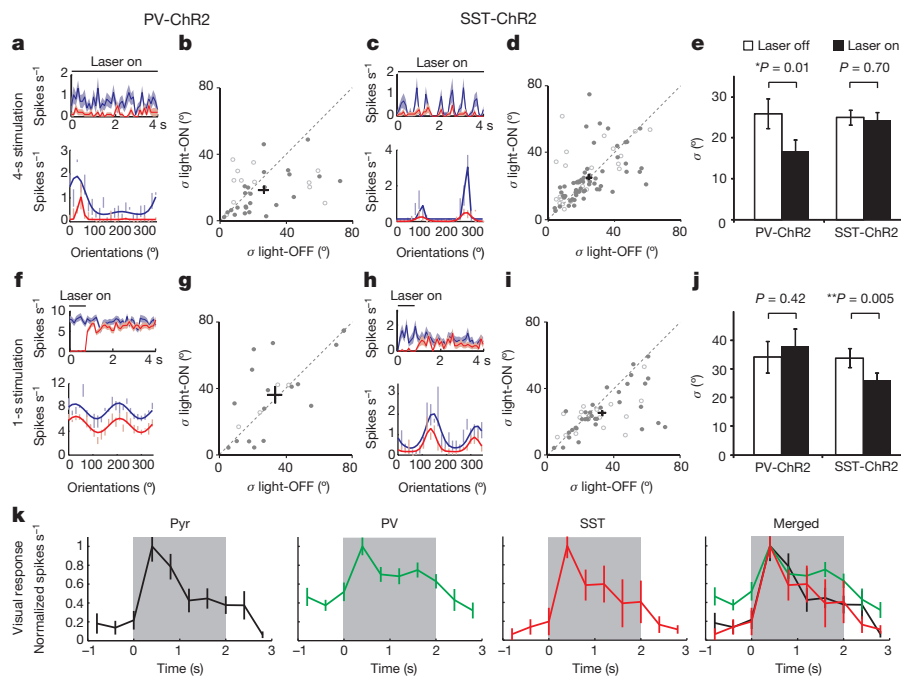 PV-ChR2 SST-ChR2
a b c d e
4-s stimulation
Laser on
Spikes s⁻¹
2
1
0
0 2 4 s
Spikes s⁻¹
3
2
1
0
0 100 200 300
Orientations (º)
σ light-ON (º)
80
40
0
0 40 80
σ light-OFF (º)
Laser on
Spikes s⁻¹
2
1
0
0 2 4 s
Spikes s⁻¹
4
2
0
0 100 200 300
Orientations (º)
σ light-ON (º)
80
40
0
0 40 80
σ light-OFF (º)
Laser off Laser on
*P = 0.01 P = 0.70
σ (º)
30
20
10
0
PV-ChR2 SST-ChR2
f g h i j
1-s stimulation
Laser on
Spikes s⁻¹
10
5
0
0 2 4 s
Spikes s⁻¹
12
8
4
0
0 100 200 300
Orientations (º)
σ light-ON (º)
80
40
0
0 40 80
σ light-OFF (º)
Laser on
Spikes s⁻¹
2
1
0
0 2 4 s
Spikes s⁻¹
4
2
0
0 100 200 300
Orientations (º)
σ light-ON (º)
80
40
0
0 40 80
σ light-OFF (º)
P = 0.42 **P = 0.005
σ (º)
40
30
20
10
0
PV-ChR2 SST-ChR2
k
Pyr PV SST Merged
Visual response
Normalized spikes s⁻¹
1
0.8
0.6
0.4
0.2
0
−1 0 1 2 3
Time (s)
−1 0 1 2 3
Time (s)
−1 0 1 2 3
Time (s)
−1 0 1 2 3
Time (s)